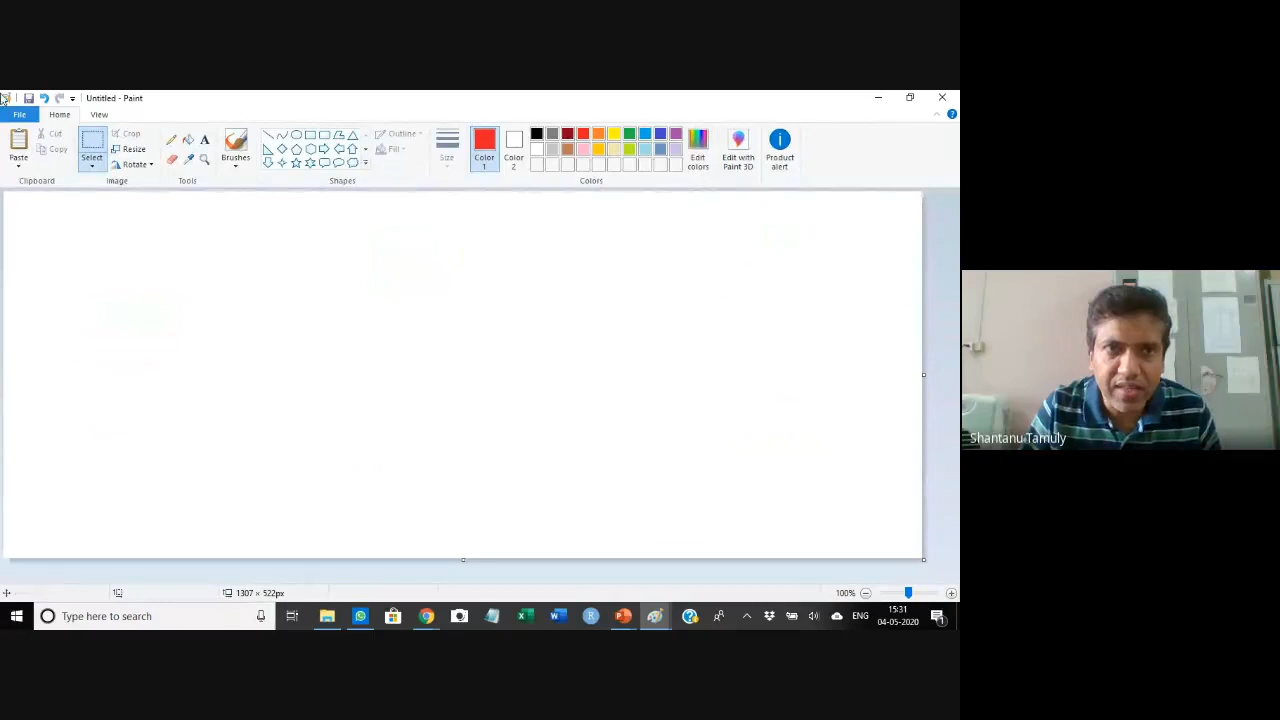 Untitled - Paint
File
Home
View
Paste
Cut
Copy
Clipboard
Select
Crop
Resize
Rotate
Image
Tools
Brushes
Shapes
Outline
Fill
Size
Color
1
Color
2
Edit
colors
Colors
Edit with
Paint 3D
Product
alert
Shantanu Tamuly
1307 × 522px
100%
Type here to search
ENG
15:31
04-05-2020
1